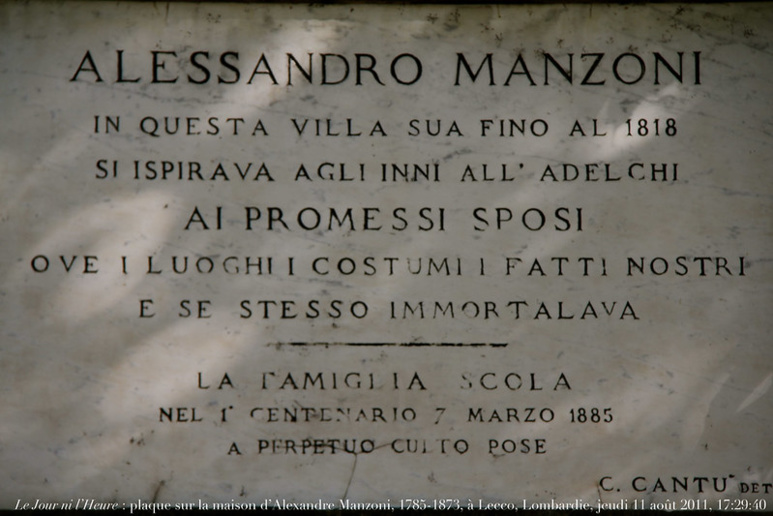 ALESSANDRO MANZONI
IN QUESTA VILLA SUA FINO AL 1818
SI ISPIRAVA AGLI INNI ALL' ADELCHI
AI PROMESSI SPOSI
OVE I LUOGHI I COSTUMI I FATTI NOSTRI
E SE STESSO IMMORTALAVA
LA FAMIGLIA SCOLA
NEL 1° CENTENARIO 7 MARZO 1885
A PERPETUO CULTO POSE
C. CANTU' DET
Le Jour ni l'Heure : plaque sur la maison d'Alexandre Manzoni, 1785-1873, à Lecco, Lombardie, jeudi 11 août 2011, 17:29:40